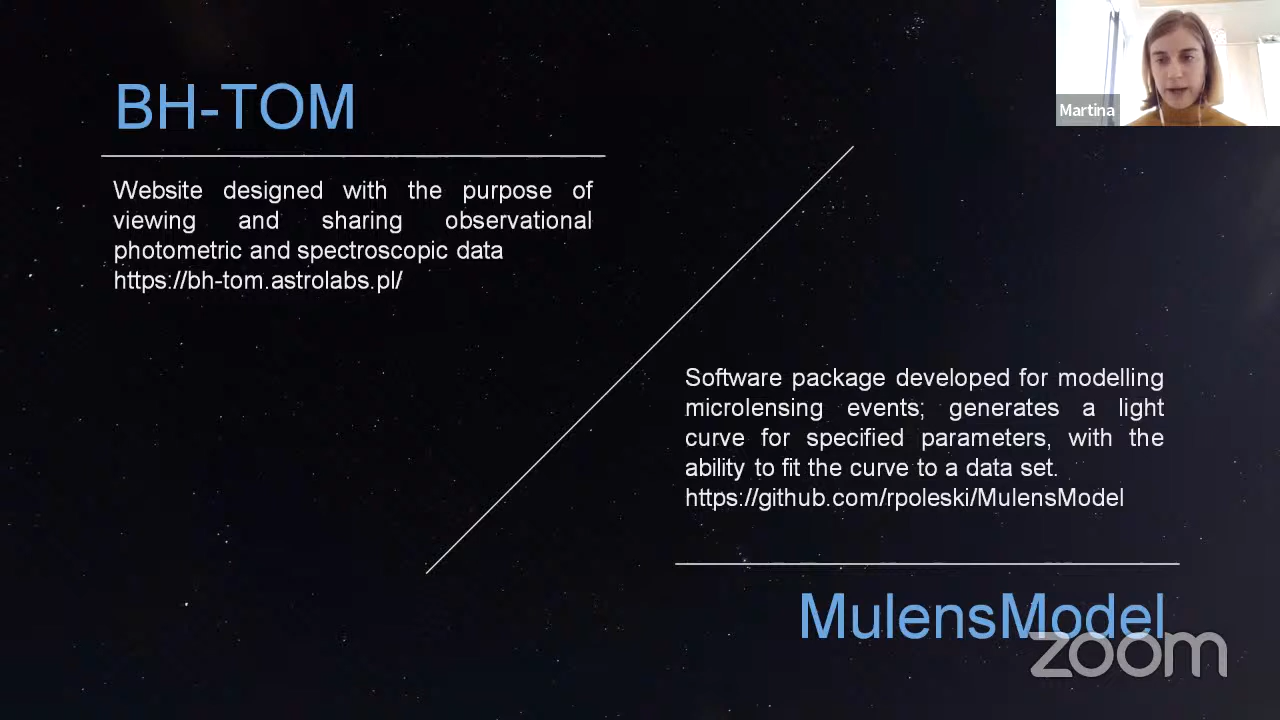 BH-TOM
Website designed with the purpose of
viewing and sharing observational
photometric and spectroscopic data
https://bh-tom.astrolabs.pl/
Martina
Software package developed for modelling
microlensing events; generates a light
curve for specified parameters, with the
ability to fit the curve to a data set.
https://github.com/rpoleski/MulensModel
MulensModel
zoom